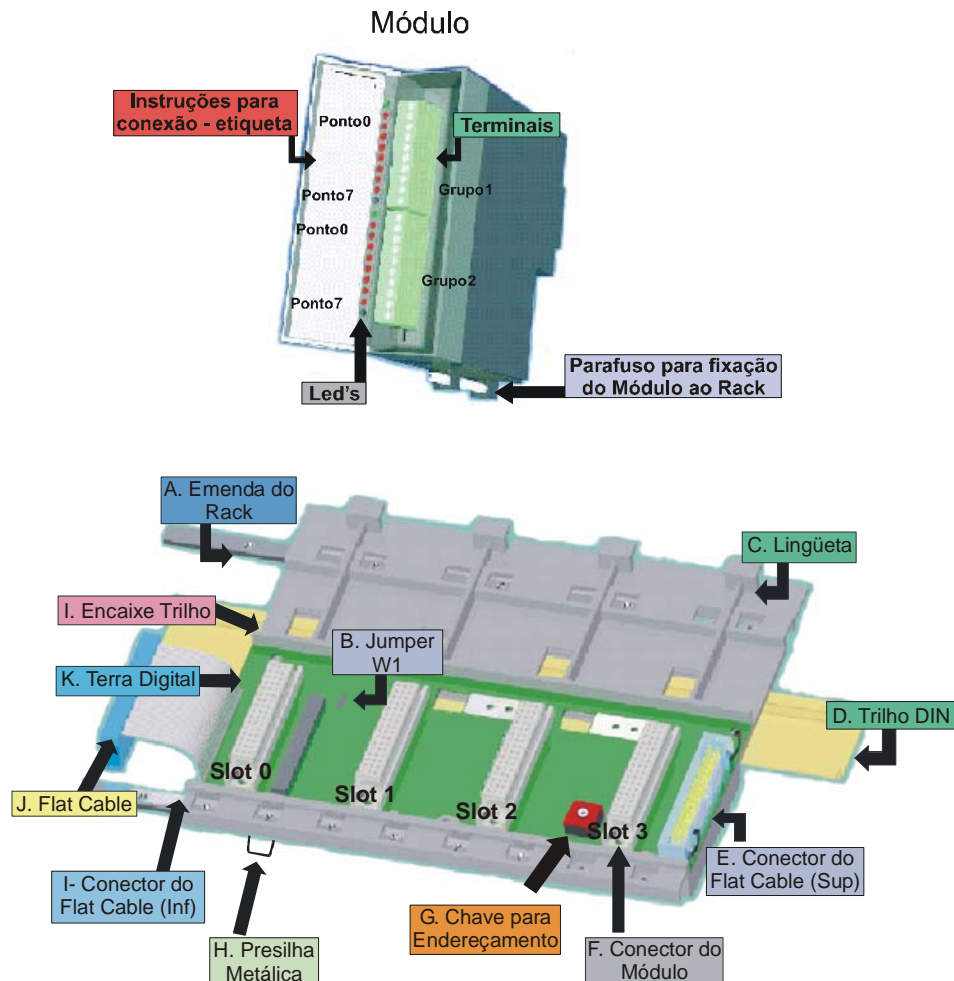 Módulo
Instruções para
conexão - etiqueta
Ponto0
Terminais
Ponto7
Grupo1
Ponto0
Grupo2
Ponto7
Led's
Parafuso para fixação
do Módulo ao Rack
A. Emenda do
Rack
C. Lingüeta
I. Encaixe Trilho
B. Jumper
W1
K. Terra Digital
D. Trilho DIN
Slot 0
Slot 1
Slot 2
Slot 3
J. Flat Cable
E. Conector do
Flat Cable (Sup)
I- Conector do
Flat Cable (Inf)
G. Chave para
Endereçamento
F. Conector do
Módulo
H. Presilha
Metálica